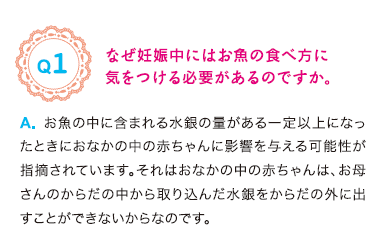 Q1
なぜ妊娠中にはお魚の食べ方に
気をつける必要があるのですか。
A. お魚の中に含まれる水銀の量がある一定以上になっ
たときにおなかの中の赤ちゃんに影響を与える可能性が
指摘されています。それはおなかの中の赤ちゃんは、お母
さんのからだの中から取り込んだ水銀をからだの外に出
すことができないからなのです。